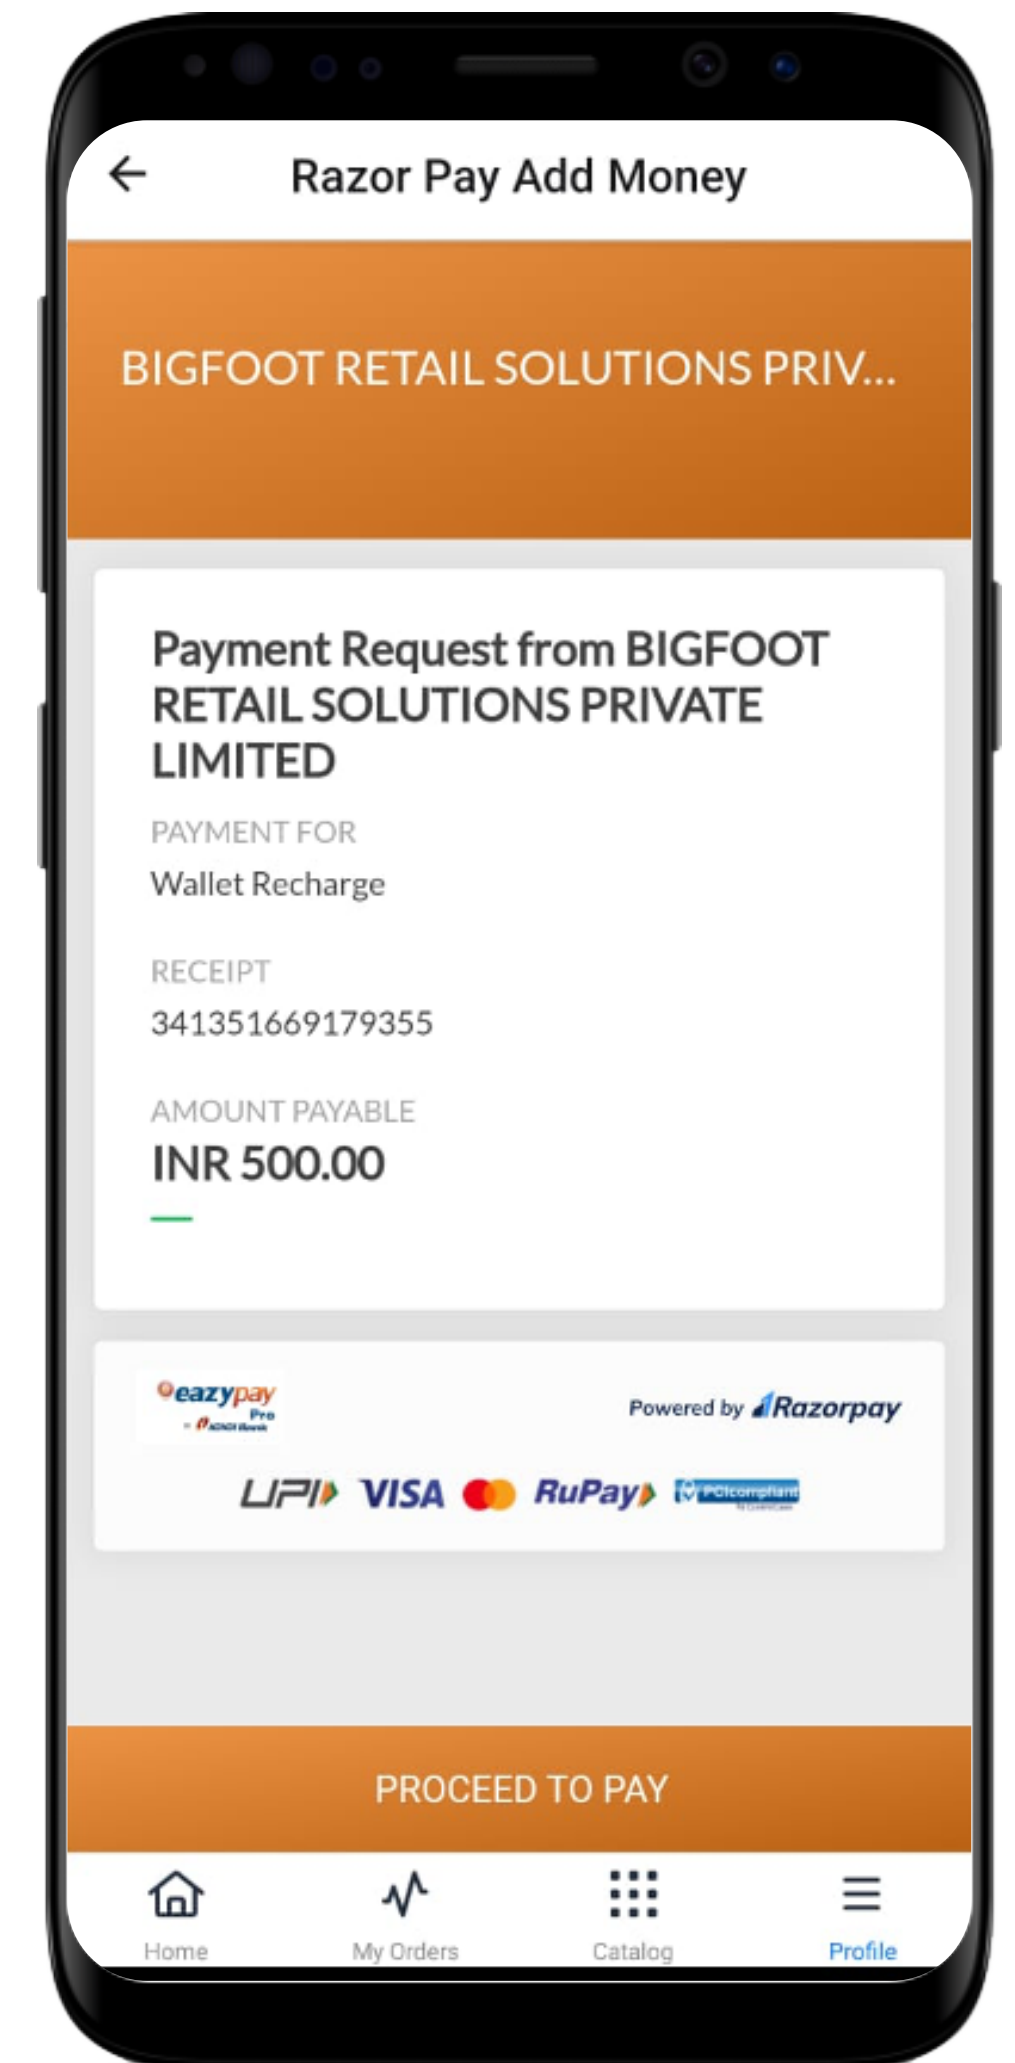 Razor Pay Add Money
BIGFOOT RETAIL SOLUTIONS PRIV...
Payment Request from BIGFOOT
RETAIL SOLUTIONS PRIVATE
LIMITED
PAYMENT FOR
Wallet Recharge
RECEIPT
341351669179355
AMOUNT PAYABLE
INR 500.00
eazypay
Pro
Powered by Razorpay
UPI VISA RuPay PCIcompliant
PROCEED TO PAY
Home My Orders Catalog Profile